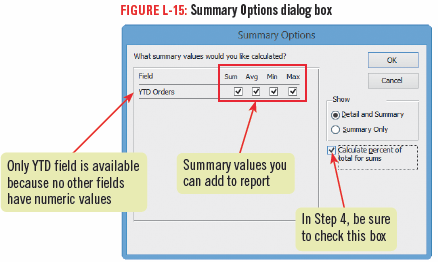 FIGURE L-15: Summary Options dialog box
Summary Options
What summary values would you like calculated?
OK
Cancel
Field Sum Avg Min Max
YTD Orders
Show
Detail and Summary
Summary Only
Calculate percent of
total for sums
Only YTD field is available
because no other fields
have numeric values
Summary values you
can add to report
In Step 4, be sure
to check this box